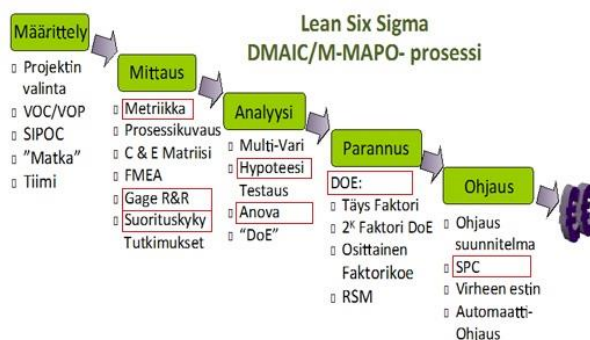 Lean Six Sigma
DMAIC/M-MAPO- prosessi
Määrittely
Projektin
valinta
VOC/VOP
SIPOC
"Matka"
Tiimi
Mittaus
Metriikka
Prosessikuvaus
C & E Matriisi
FMEA
Gage R&R
Suorituskyky
Tutkimukset
Analyysi
Multi-Vari
Hypoteesi
Testaus
Anova
"DoE"
Parannus
DOE:
Täys Faktori
2ᴷ Faktori DoE
Osittainen
Faktorikoe
RSM
Ohjaus
Ohjaus
suunnitelma
SPC
Virheen estin
Automaatti-
Ohjaus